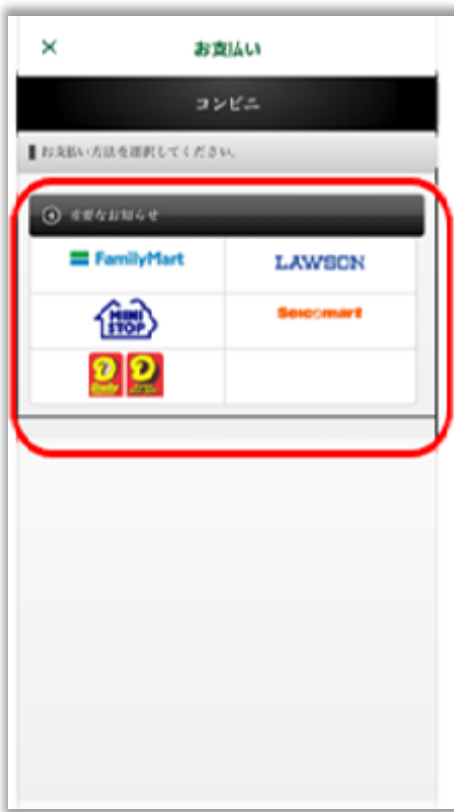 お支払い
コンビニ
お支払い方法を選択してください。
重要なお知らせ
FamilyMart
LAWSON
MINI
STOP
Seicomart
Daily